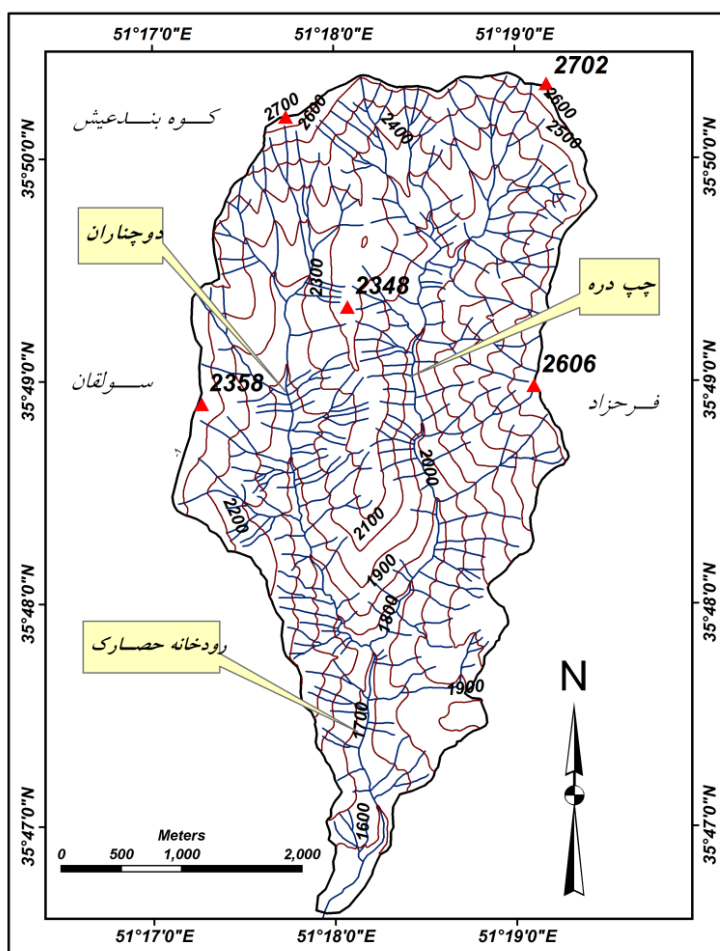 51°17'0"E
51°18'0"E
51°19'0"E
2702
2700
2600
2600
کوه بندعیش
2400
2500
35°50'0"N
35°50'0"N
دوچناران
2300
2348
چپ دره
35°49'0"N
سولقان
2358
2606
فرحزاد
35°49'0"N
2000
2200
2100
1900
1800
35°48'0"N
35°48'0"N
رودخانه حصارک
1900
N
1700
35°47'0"N
35°47'0"N
1600
Meters
0 500 1,000 2,000
51°17'0"E
51°18'0"E
51°19'0"E